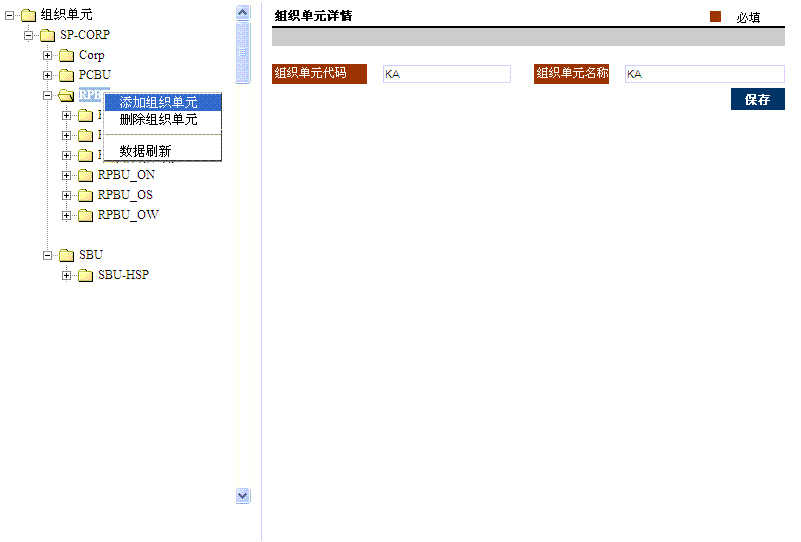 组织单元
SP-CORP
Corp
PCBU
添加组织单元
删除组织单元
数据刷新
RPBU_ON
RPBU_OS
RPBU_OW
SBU
SBU-HSP
组织单元详情
必填
组织单元代码 KA 组织单元名称 KA
保存